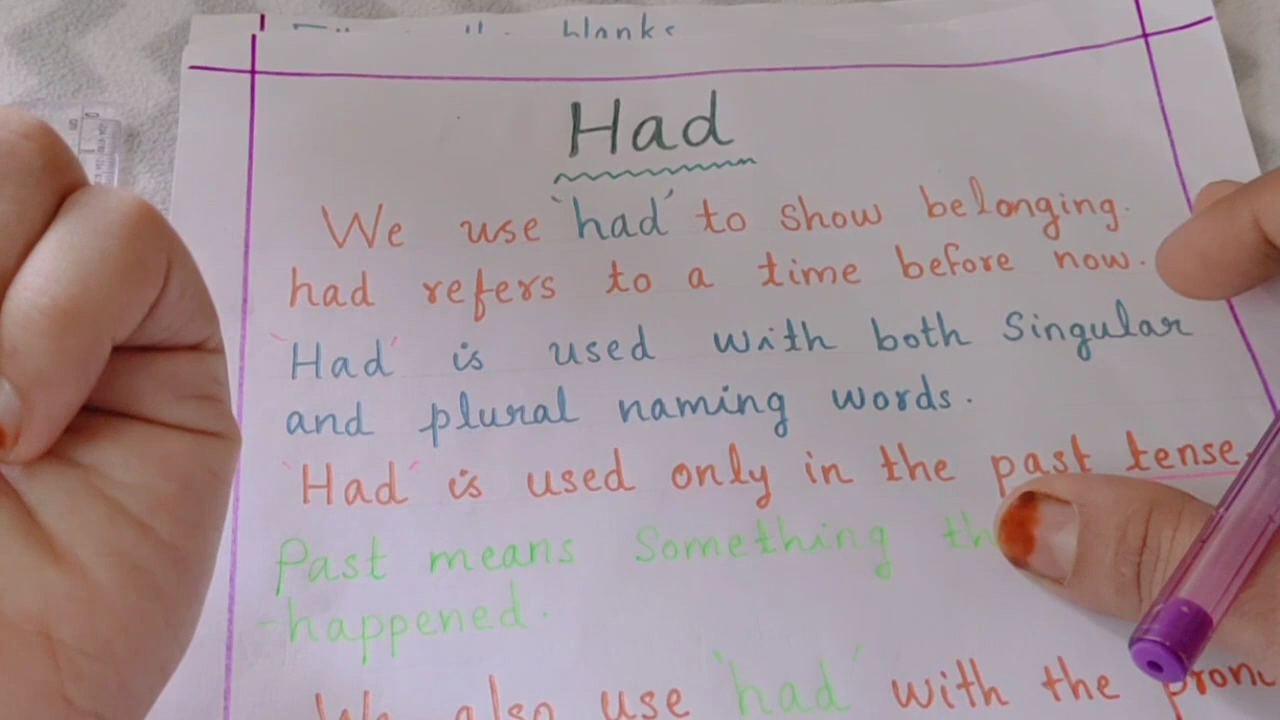 blanks
Had
We use 'had' to show belonging.
had refers to a time before now.
'Had' is used with both Singular
and plural naming words.
'Had' is used only in the past tense.
Past means Something
happened.
We also use 'had' with the